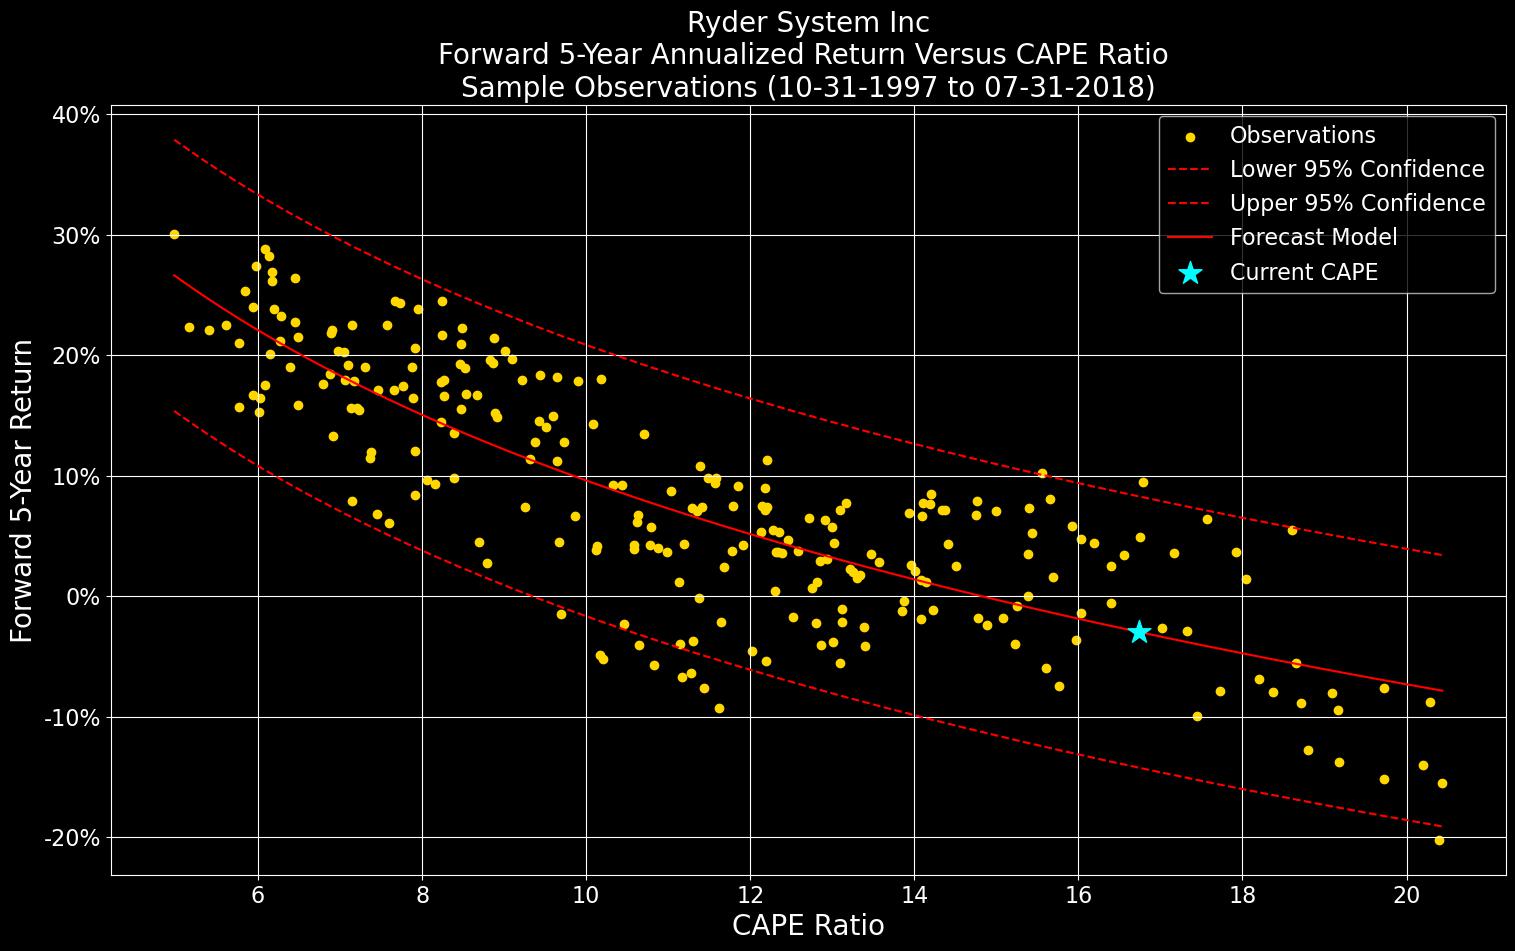 Ryder System Inc
Forward 5-Year Annualized Return Versus CAPE Ratio
Sample Observations (10-31-1997 to 07-31-2018)
Observations
Lower 95% Confidence
Upper 95% Confidence
Forecast Model
Current CAPE
Forward 5-Year Return
40%
30%
20%
10%
0%
-10%
-20%
6 8 10 12 14 16 18 20
CAPE Ratio